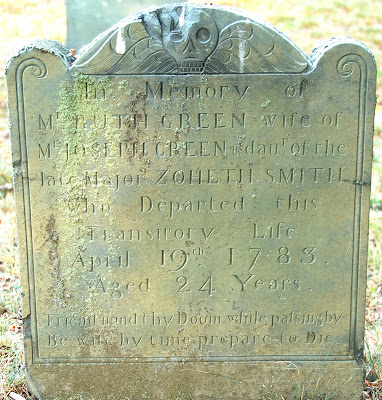 In Memory of
Mrs RUTH GREEN wife of
Mr JOSEPH GREEN & daur of the
late Major ZOHETH SMITH
who Departed this
Transitory Life
April 19th 1783.
Aged 24 Years.
Friend mind thy Doom while paſsing by
Be wiſe by time prepare to Die